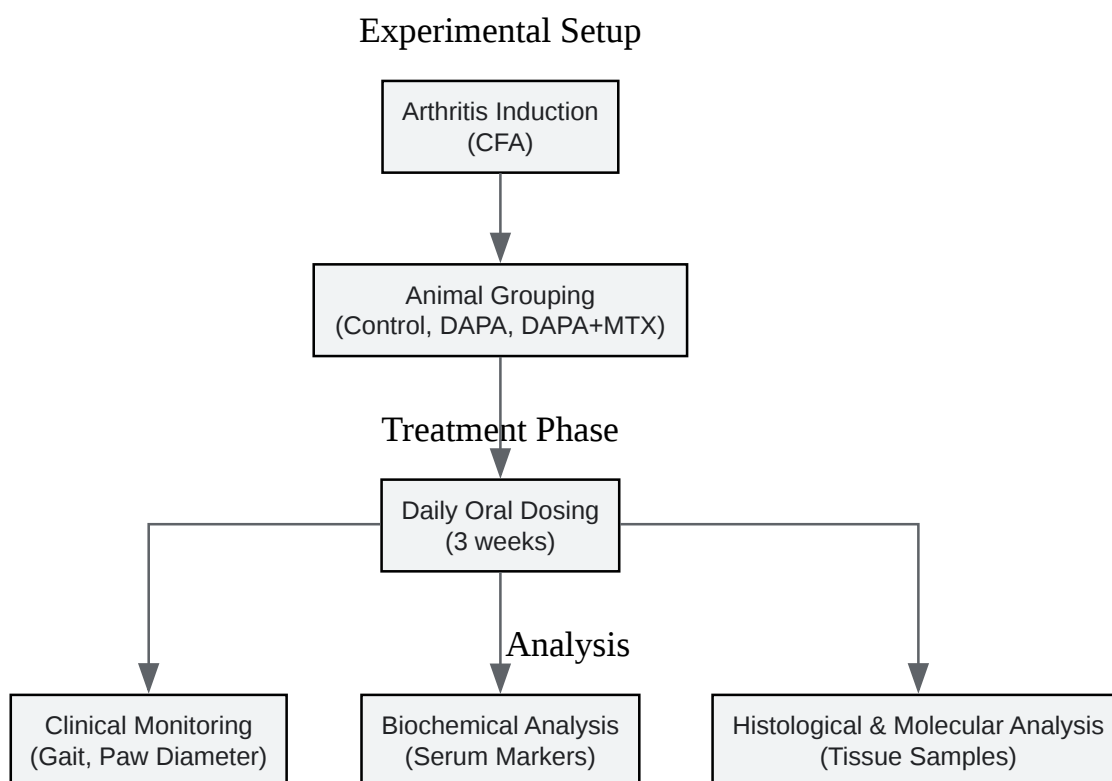 Experimental Setup
Arthritis Induction
(CFA)
Animal Grouping
(Control, DAPA, DAPA+MTX)
Treatment Phase
Daily Oral Dosing
(3 weeks)
Analysis
Clinical Monitoring
(Gait, Paw Diameter)
Biochemical Analysis
(Serum Markers)
Histological & Molecular Analysis
(Tissue Samples)